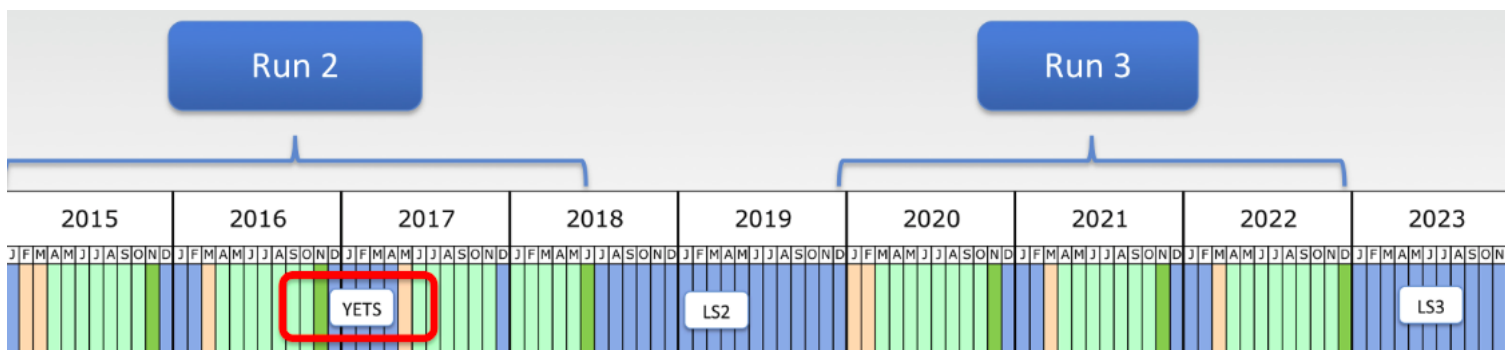 Run 2 Run 3
2015 2016 2017 2018 2019 2020 2021 2022 2023
J F M A M J J A S O N D J F M A M J J A S O N D J F M A M J J A S O N D J F M A M J J A S O N D J F M A M J J A S O N D J F M A M J J A S O N D J F M A M J J A S O N D J F M A M J J A S O N D J F M A M J J A S O N
YETS LS2 LS3